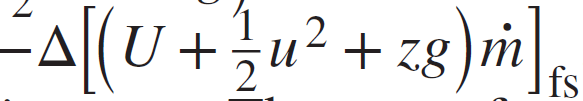 −Δ[(U + ½u² + zg)ṁ]fs